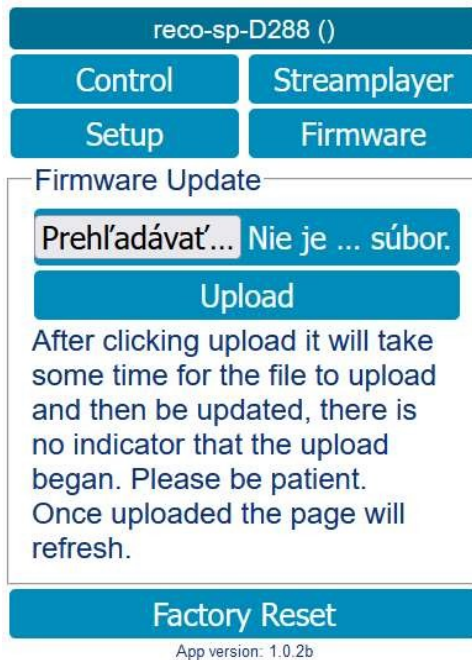 reco-sp-D288 ()
Control Streamplayer
Setup Firmware
Firmware Update
Prehľadávať... Nie je ... súbor.
Upload
After clicking upload it will take
some time for the file to upload
and then be updated, there is
no indicator that the upload
began. Please be patient.
Once uploaded the page will
refresh.
Factory Reset
App version: 1.0.2b